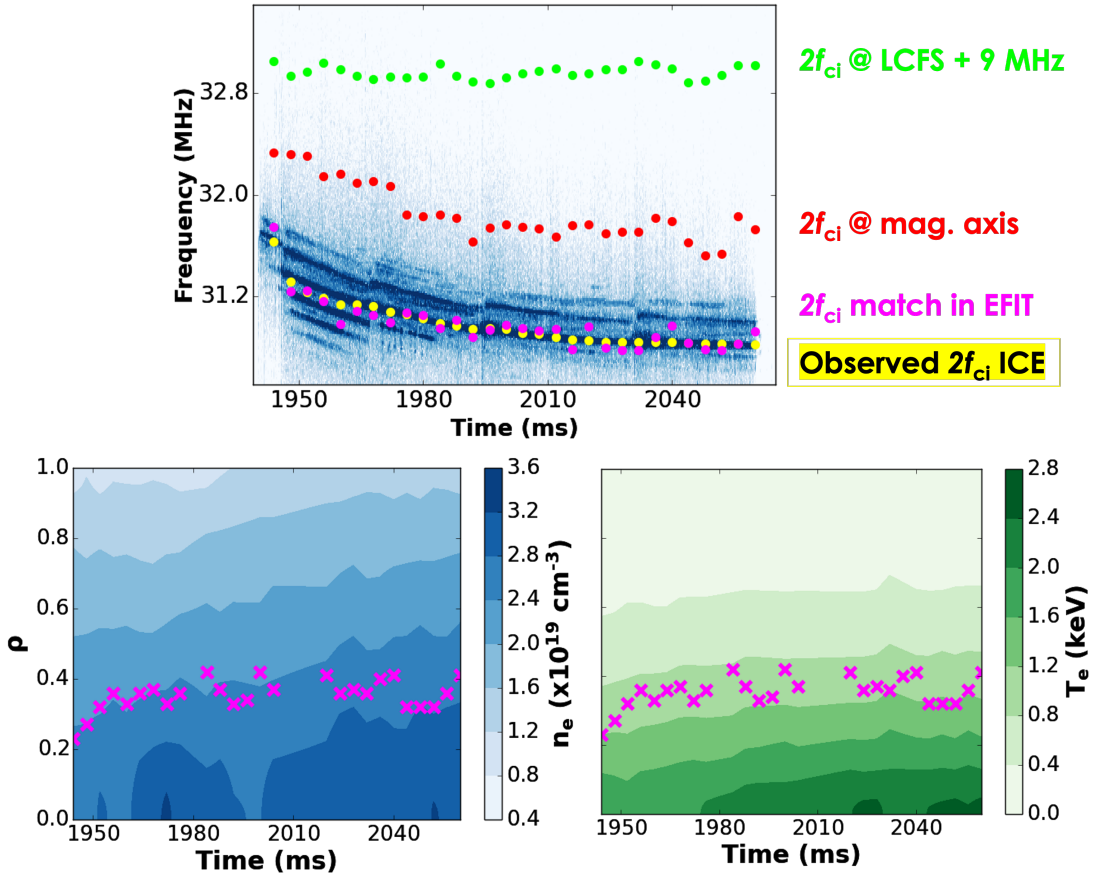 2fci @ LCFS + 9 MHz
32.8
32.0
31.2
Frequency (MHz)
2fci @ mag. axis
2fci match in EFIT
Observed 2fci ICE
1950 1980 2010 2040
Time (ms)
1.0
0.8
0.6
0.4
0.2
0.0
ρ
1950 1980 2010 2040
Time (ms)
3.6
3.2
2.8
2.4
2.0
1.6
1.2
0.8
0.4
ne (x10¹⁹ cm⁻³)
1950 1980 2010 2040
Time (ms)
2.8
2.4
2.0
1.6
1.2
0.8
0.4
0.0
Te (keV)